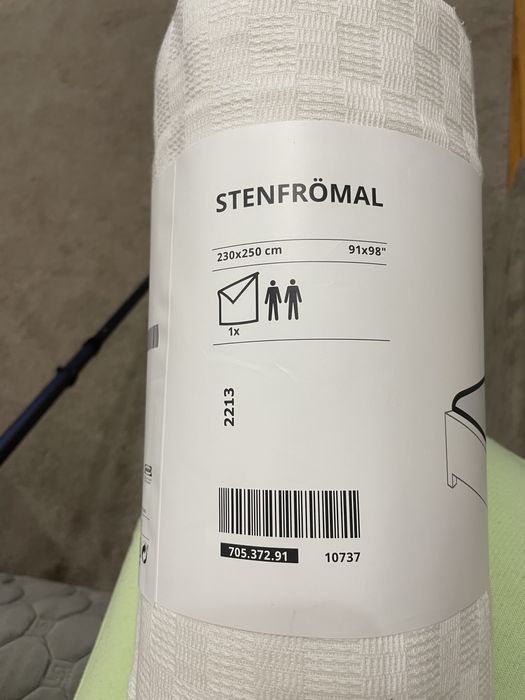 STENFRÖMAL
230x250 cm 91x98"
1x
2213
705.372.91 10737